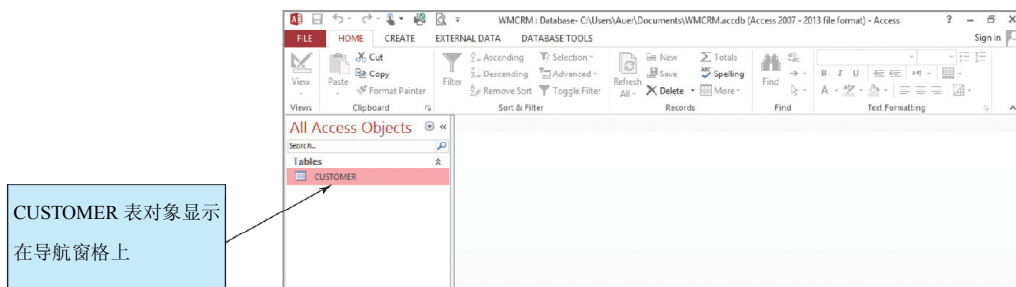 WMCRM : Database- C:\Users\Auer\Documents\WMCRM.accdb (Access 2007 - 2013 file format) - Access
FILE HOME CREATE EXTERNAL DATA DATABASE TOOLS Sign in
View
Views
Paste
Cut
Copy
Format Painter
Clipboard
Filter
Ascending
Descending
Remove Sort
Selection
Advanced
Toggle Filter
Sort & Filter
Refresh
All
New
Save
Delete
Totals
Spelling
More
Records
Find
Find
B I U
A
Text Formatting
All Access Objects
Search...
Tables
CUSTOMER
CUSTOMER 表对象显示
在导航窗格上